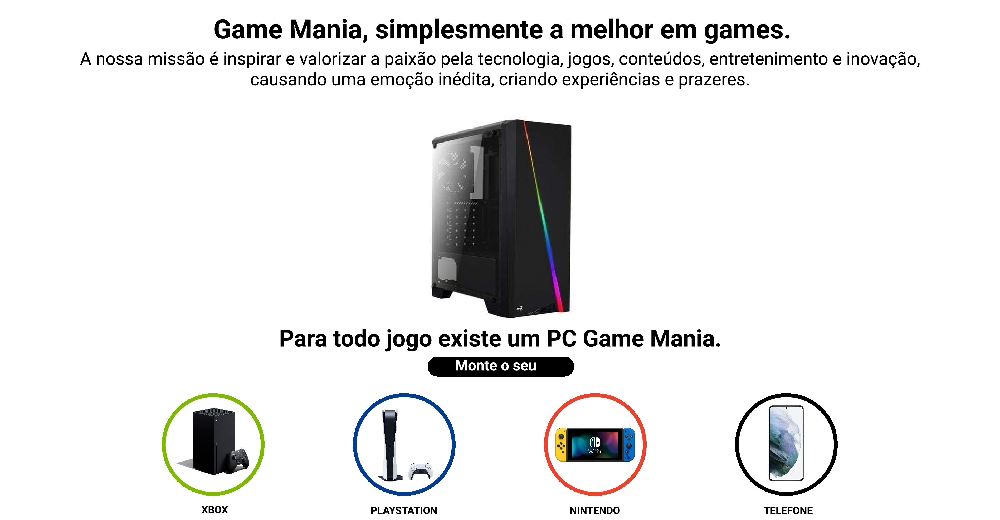 Game Mania, simplesmente a melhor em games.
A nossa missão é inspirar e valorizar a paixão pela tecnologia, jogos, conteúdos, entretenimento e inovação,
causando uma emoção inédita, criando experiências e prazeres.
Para todo jogo existe um PC Game Mania.
Monte o seu
NINTENDO
SWITCH
XBOX
PLAYSTATION
NINTENDO
TELEFONE